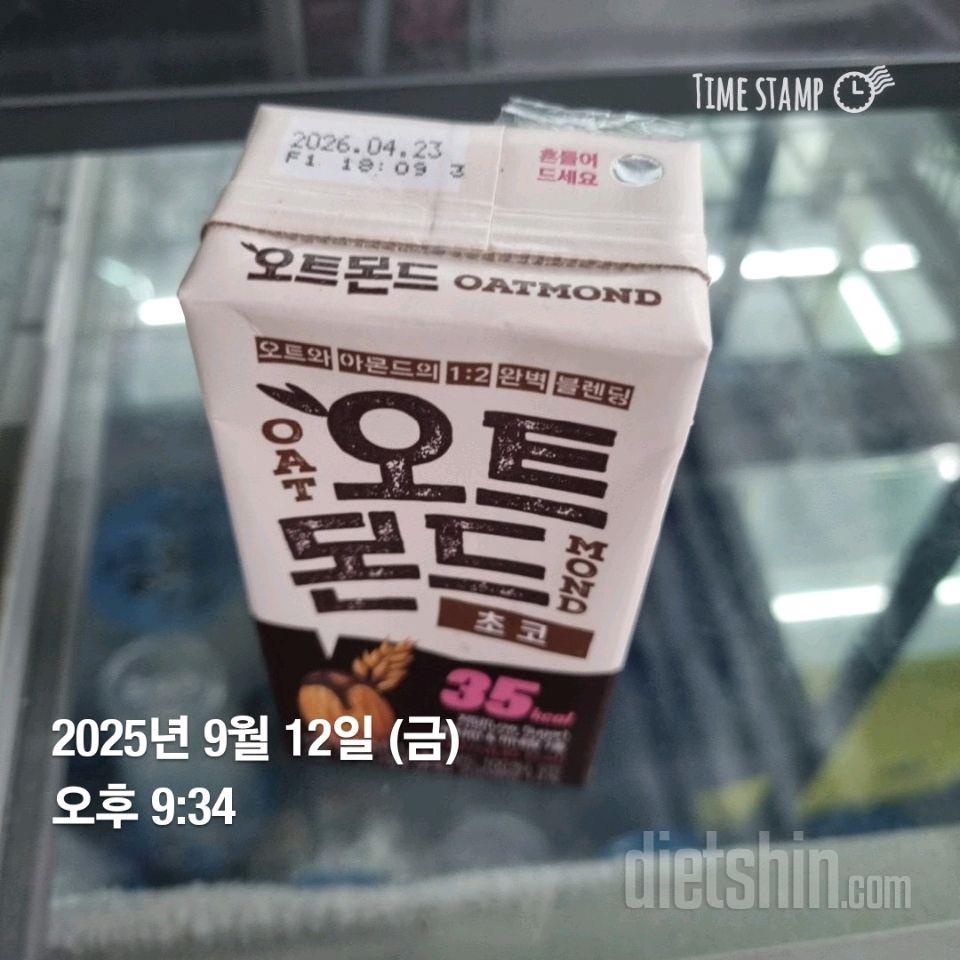 TIME STAMP
2026.04.23
F1 18:09 3
흔들어
드세요
오트몬드 OATMOND
오트와 아몬드의 1:2 완벽 블렌딩
OAT
오트
몬드
MOND
초코
35 kcal
2025년 9월 12일 (금)
오후 9:34
dietshin.com